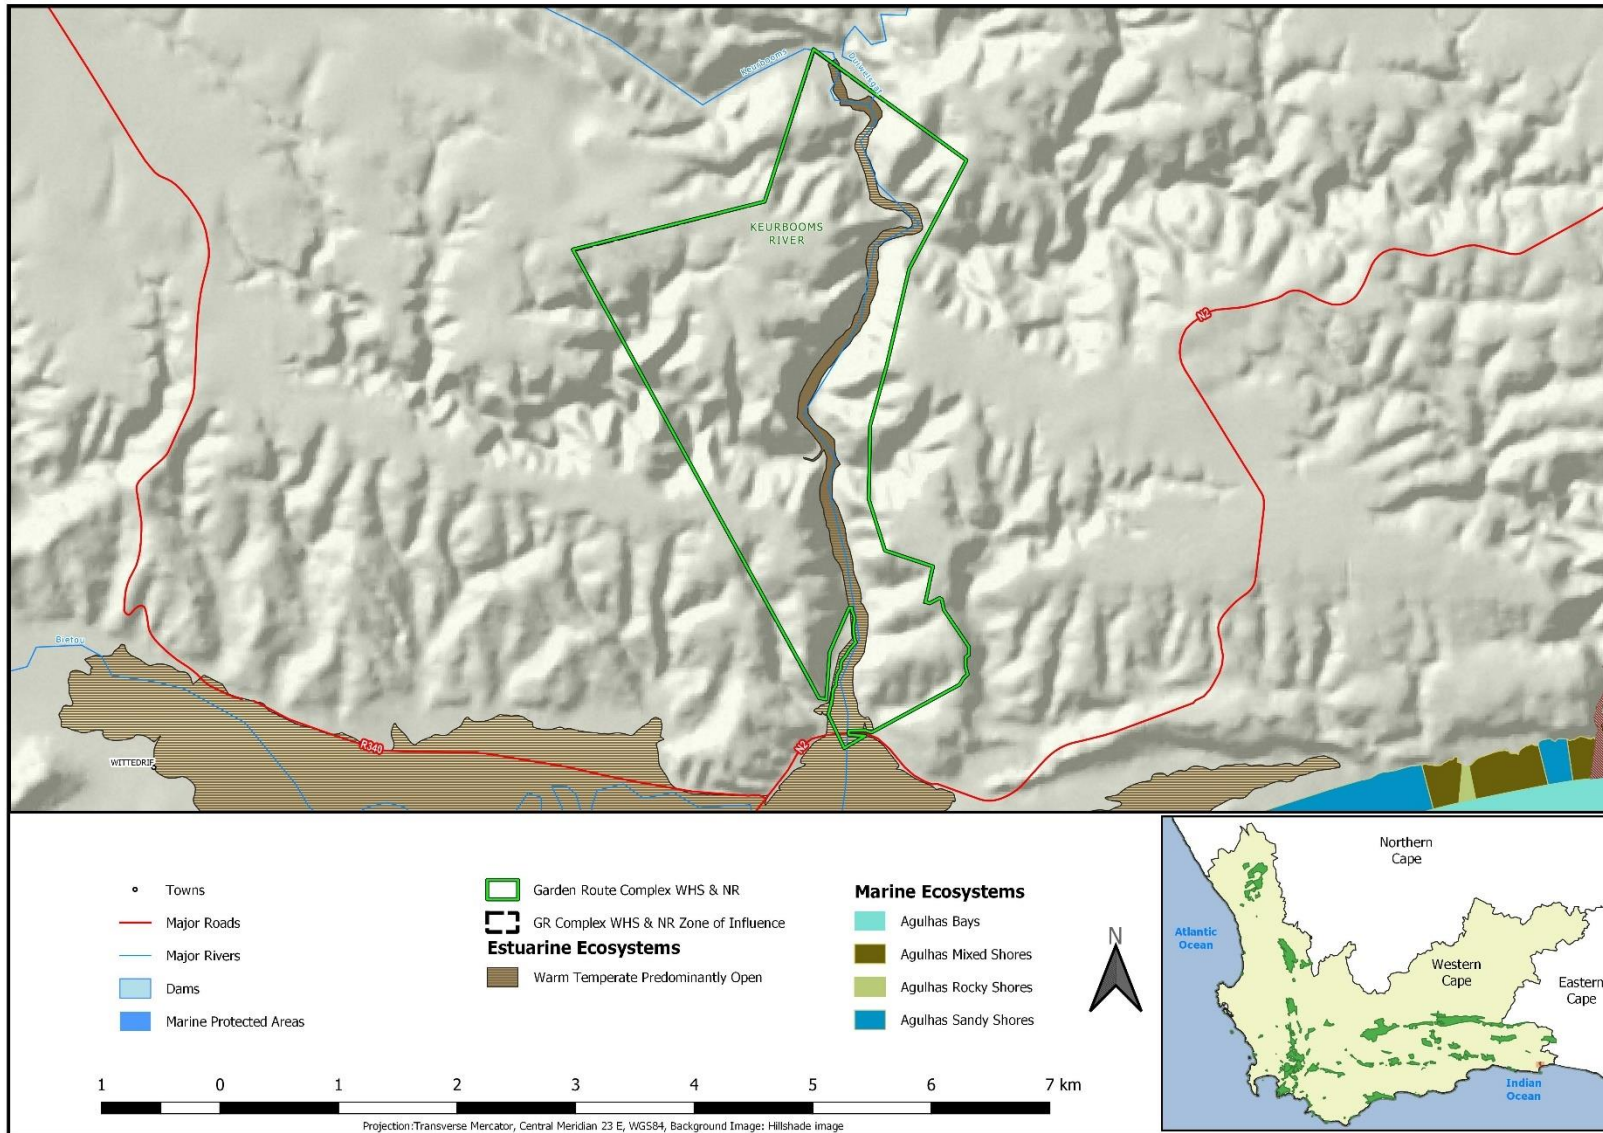 Keurbooms
KEURBOOMS
RIVER
N2
Bietou
WITTEDRIF
R340
N2
Towns
Major Roads
Major Rivers
Dams
Marine Protected Areas
Garden Route Complex WHS & NR
GR Complex WHS & NR Zone of Influence
Estuarine Ecosystems
Warm Temperate Predominantly Open
Marine Ecosystems
Agulhas Bays
Agulhas Mixed Shores
Agulhas Rocky Shores
Agulhas Sandy Shores
N
Northern
Cape
Atlantic
Ocean
Western
Cape
Eastern
Cape
Indian
Ocean
1 0 1 2 3 4 5 6 7 km
Projection:Transverse Mercator, Central Meridian 23 E, WGS84, Background Image: Hillshade image